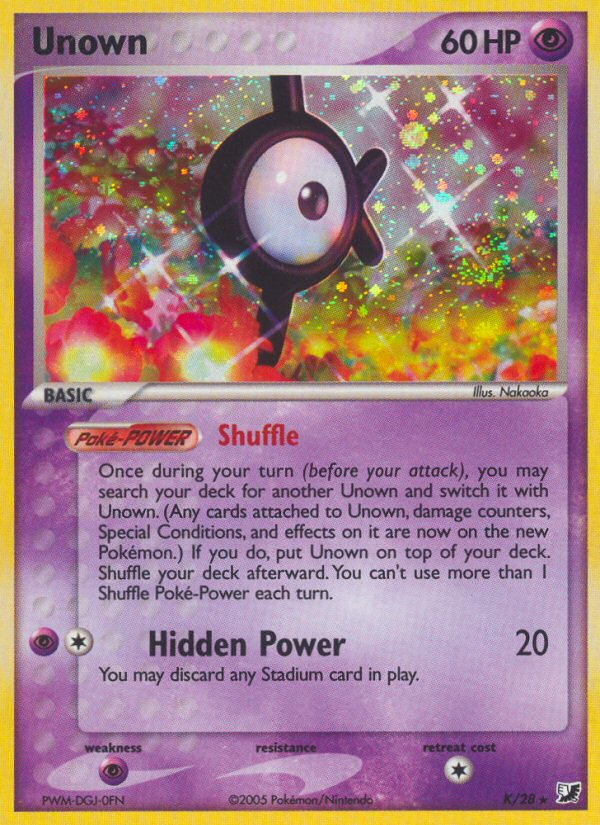 Unown
60 HP
BASIC
Illus. Nakaoka
Poké-POWER Shuffle
Once during your turn (before your attack), you may
search your deck for another Unown and switch it with
Unown. (Any cards attached to Unown, damage counters,
Special Conditions, and effects on it are now on the new
Pokémon.) If you do, put Unown on top of your deck.
Shuffle your deck afterward. You can't use more than 1
Shuffle Poké-Power each turn.
Hidden Power 20
You may discard any Stadium card in play.
weakness resistance retreat cost
PWM-DGJ-0FN ©2005 Pokémon/Nintendo K/28 ★